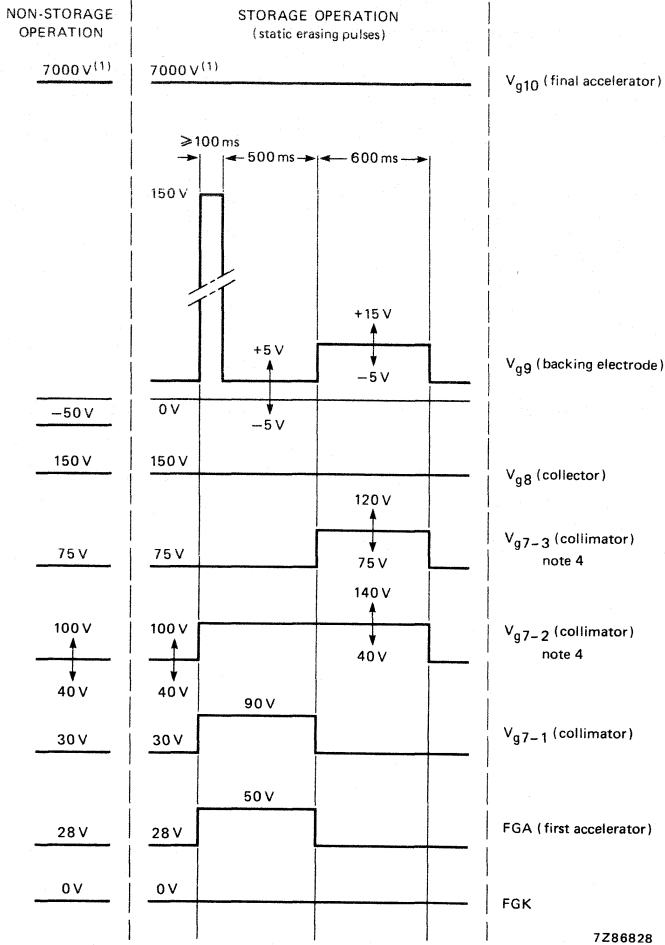 NON-STORAGE
OPERATION
STORAGE OPERATION
(static erasing pulses)
7000 V(1)
7000 V(1)
Vg10 (final accelerator)
⩾100 ms
500 ms
600 ms
150 V
+15 V
+5 V
−5 V
Vg9 (backing electrode)
−50 V
0 V
−5 V
150 V
150 V
Vg8 (collector)
120 V
75 V
75 V
75 V
Vg7−3 (collimator)
note 4
140 V
100 V
100 V
Vg7−2 (collimator)
note 4
40 V
40 V
40 V
90 V
30 V
30 V
Vg7−1 (collimator)
50 V
28 V
28 V
FGA (first accelerator)
0 V
0 V
FGK
7Z86828